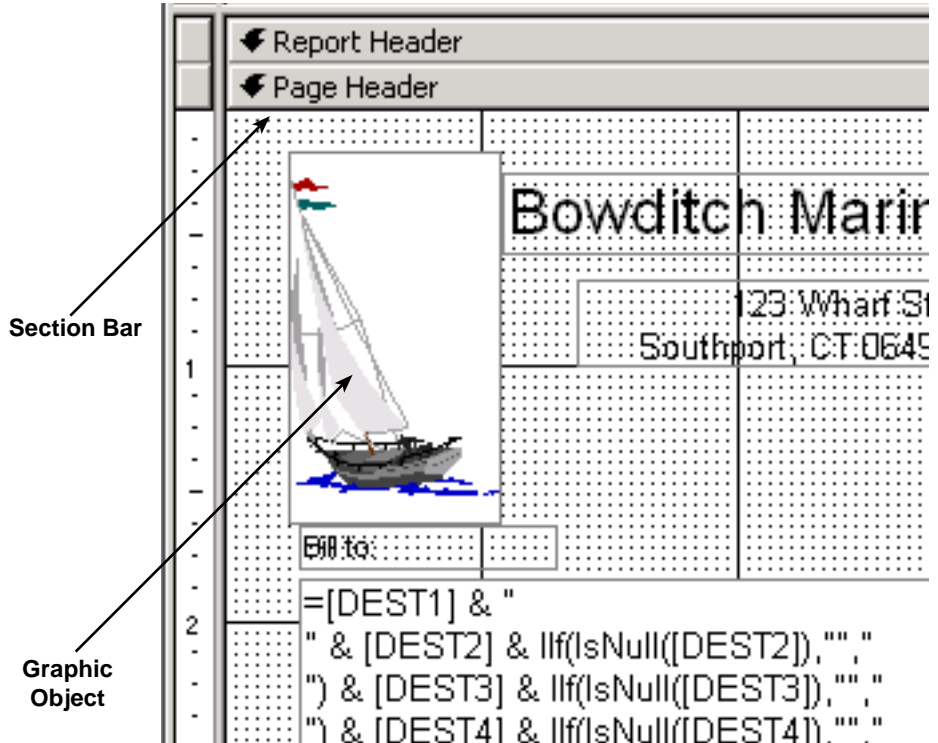 Report Header
Page Header
Bowditch Marin
123 Wharf St
Section Bar
Southport, CT 0649
1
Bill to:
=[DEST1] & "
2
" & [DEST2] & IIf(IsNull([DEST2]),"","
Graphic
Object
") & [DEST3] & IIf(IsNull([DEST3]),"","
") & [DEST4] & IIf(IsNull([DEST4]),"","